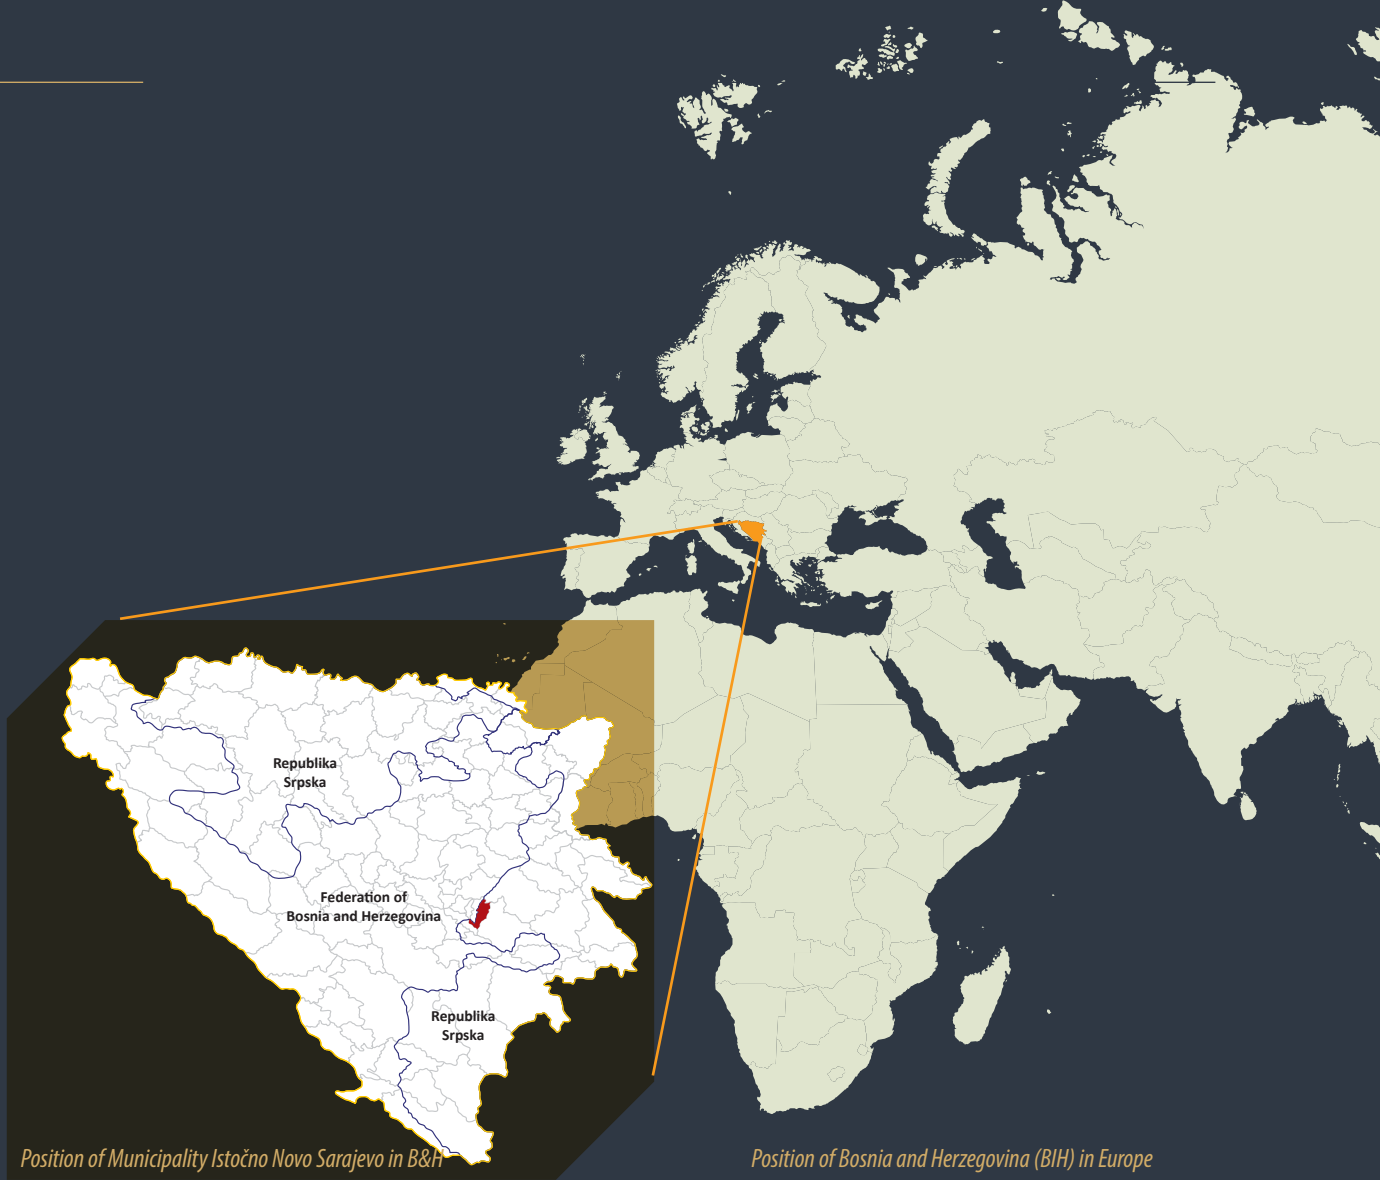 Republika
Srpska
Federation of
Bosnia and Herzegovina
Republika
Srpska
Position of Municipality Istočno Novo Sarajevo in B&H
Position of Bosnia and Herzegovina (BIH) in Europe